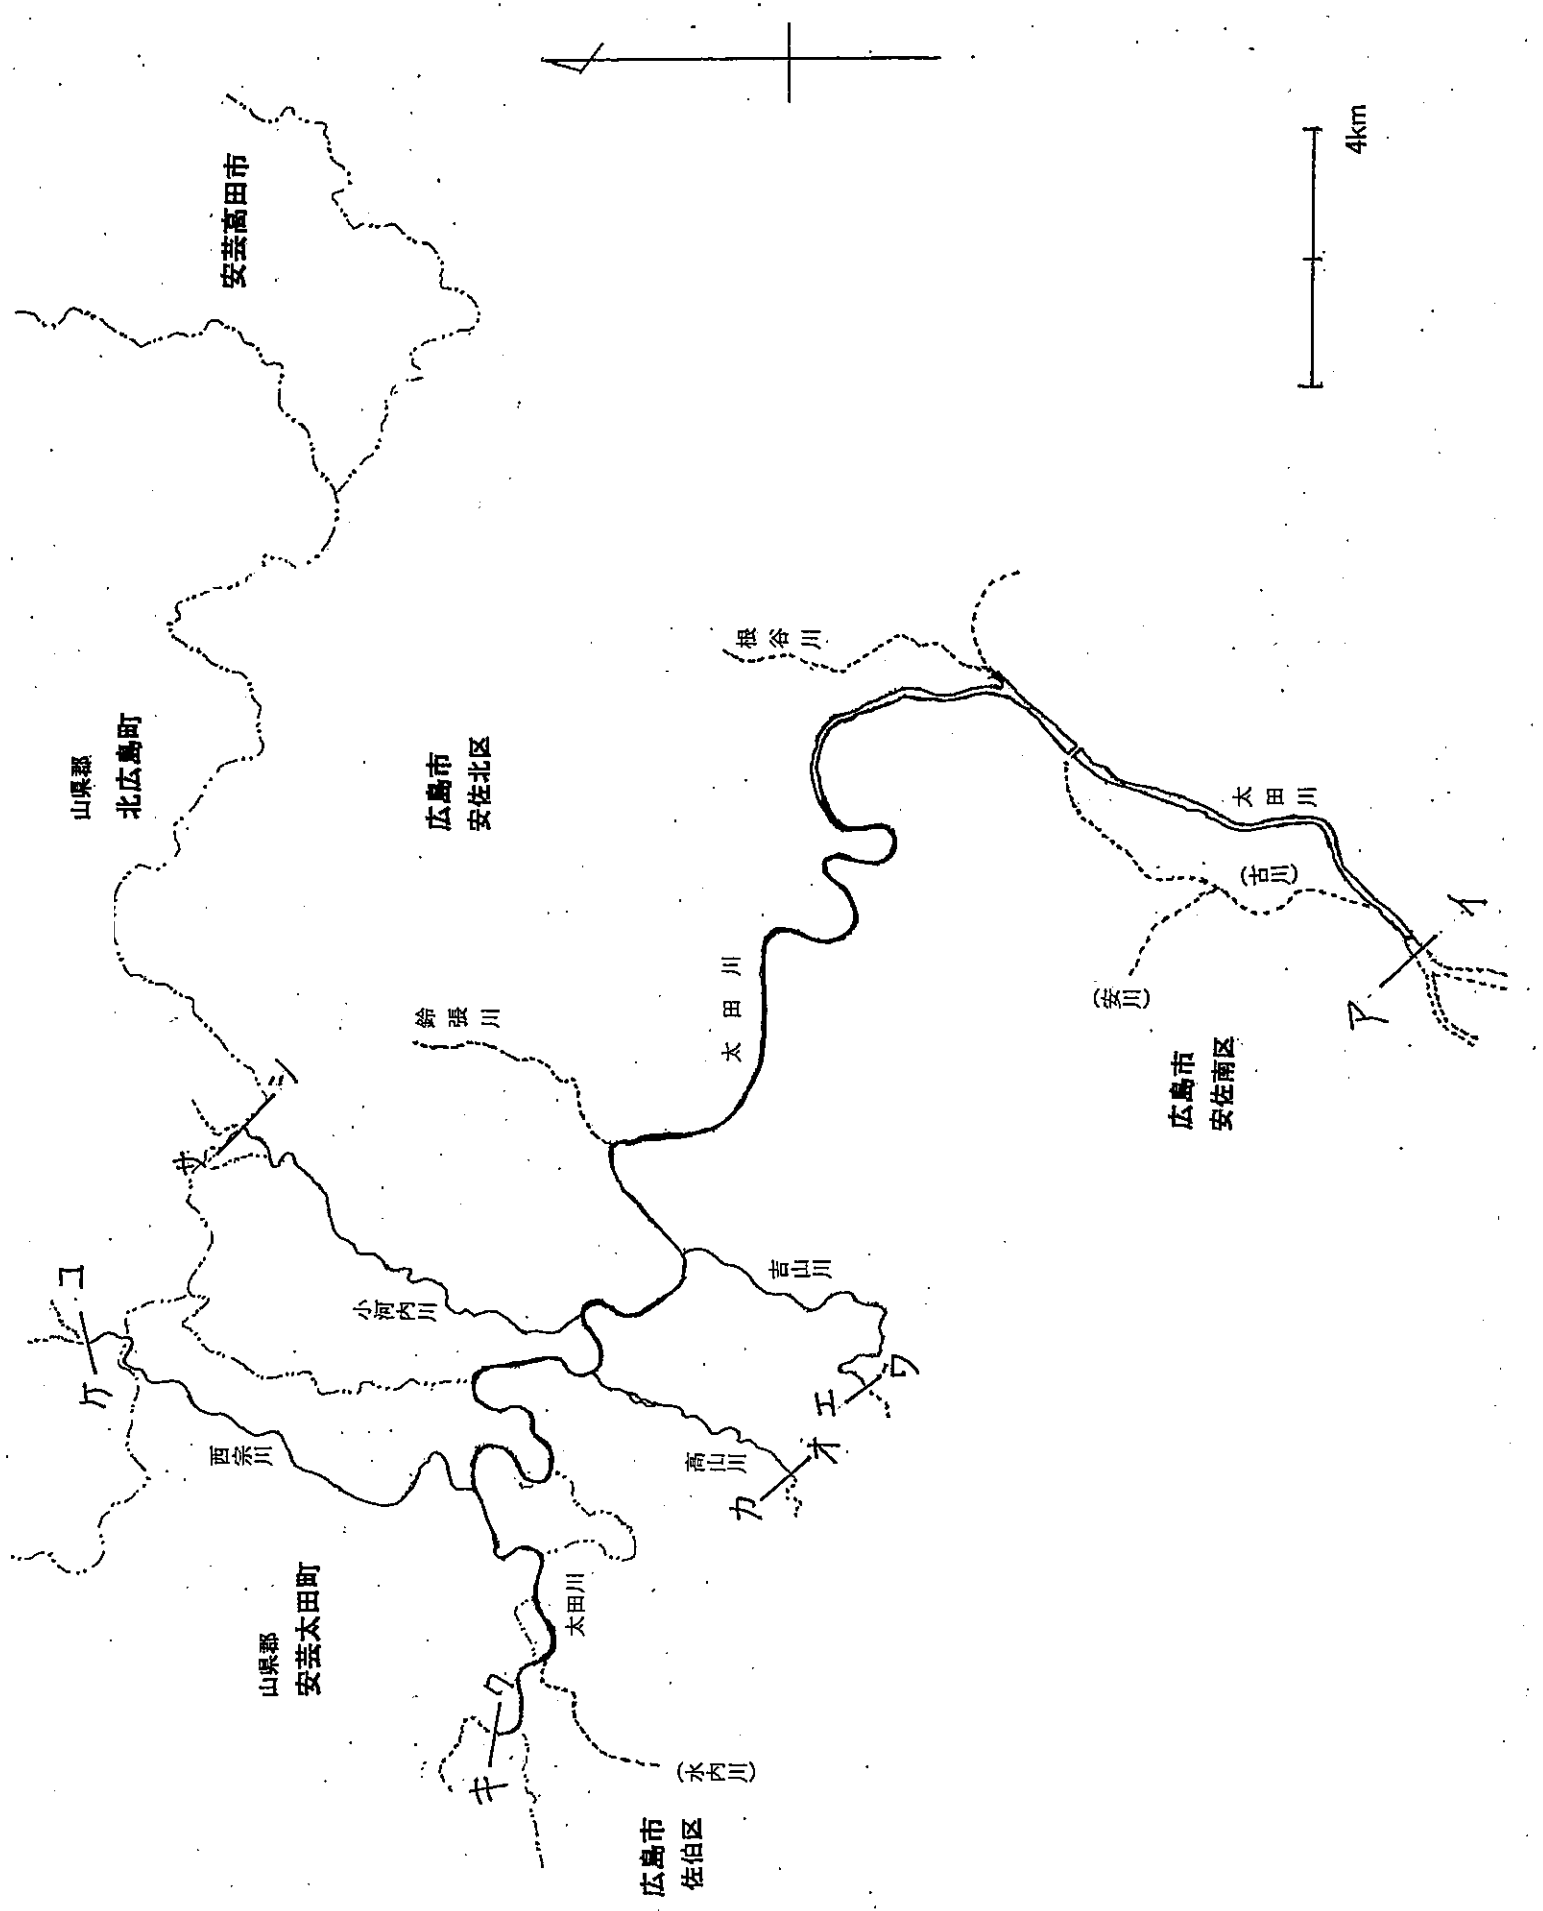 安芸高田市
山県郡
北広島町
広島市
安佐北区
根谷川
太田川
(古川)
(安川)
イ
ア
広島市
安佐南区
太田川
鈴張川
シ
サ
コ
ケ
小河内川
西宗川
吉山川
ウ
エ
高山川
オ
カ
山県郡
安芸太田町
太田川
ク
キ
(水内川)
広島市
佐伯区
4km